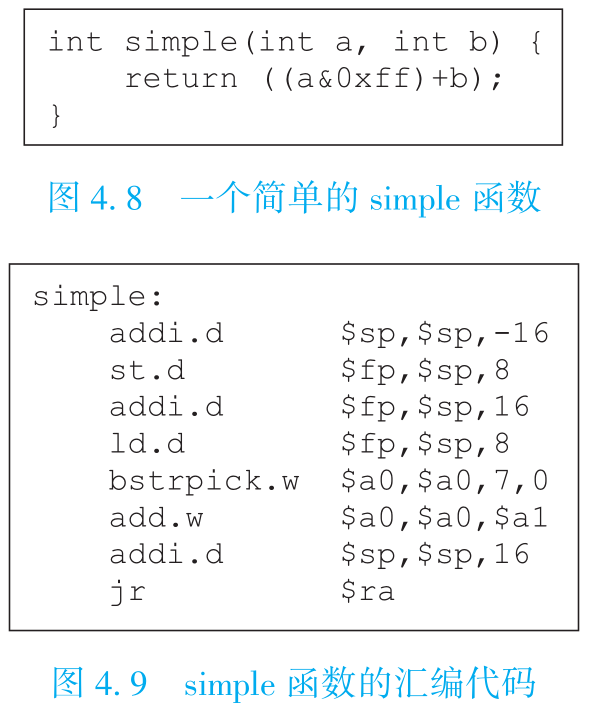 int simple(int a, int b) {
    return ((a&0xff)+b);
}
图 4.8 一个简单的 simple 函数
simple:
    addi.d      $sp,$sp,-16
    st.d        $fp,$sp,8
    addi.d      $fp,$sp,16
    ld.d        $fp,$sp,8
    bstrpick.w  $a0,$a0,7,0
    add.w       $a0,$a0,$a1
    addi.d      $sp,$sp,16
    jr          $ra
图 4.9 simple 函数的汇编代码